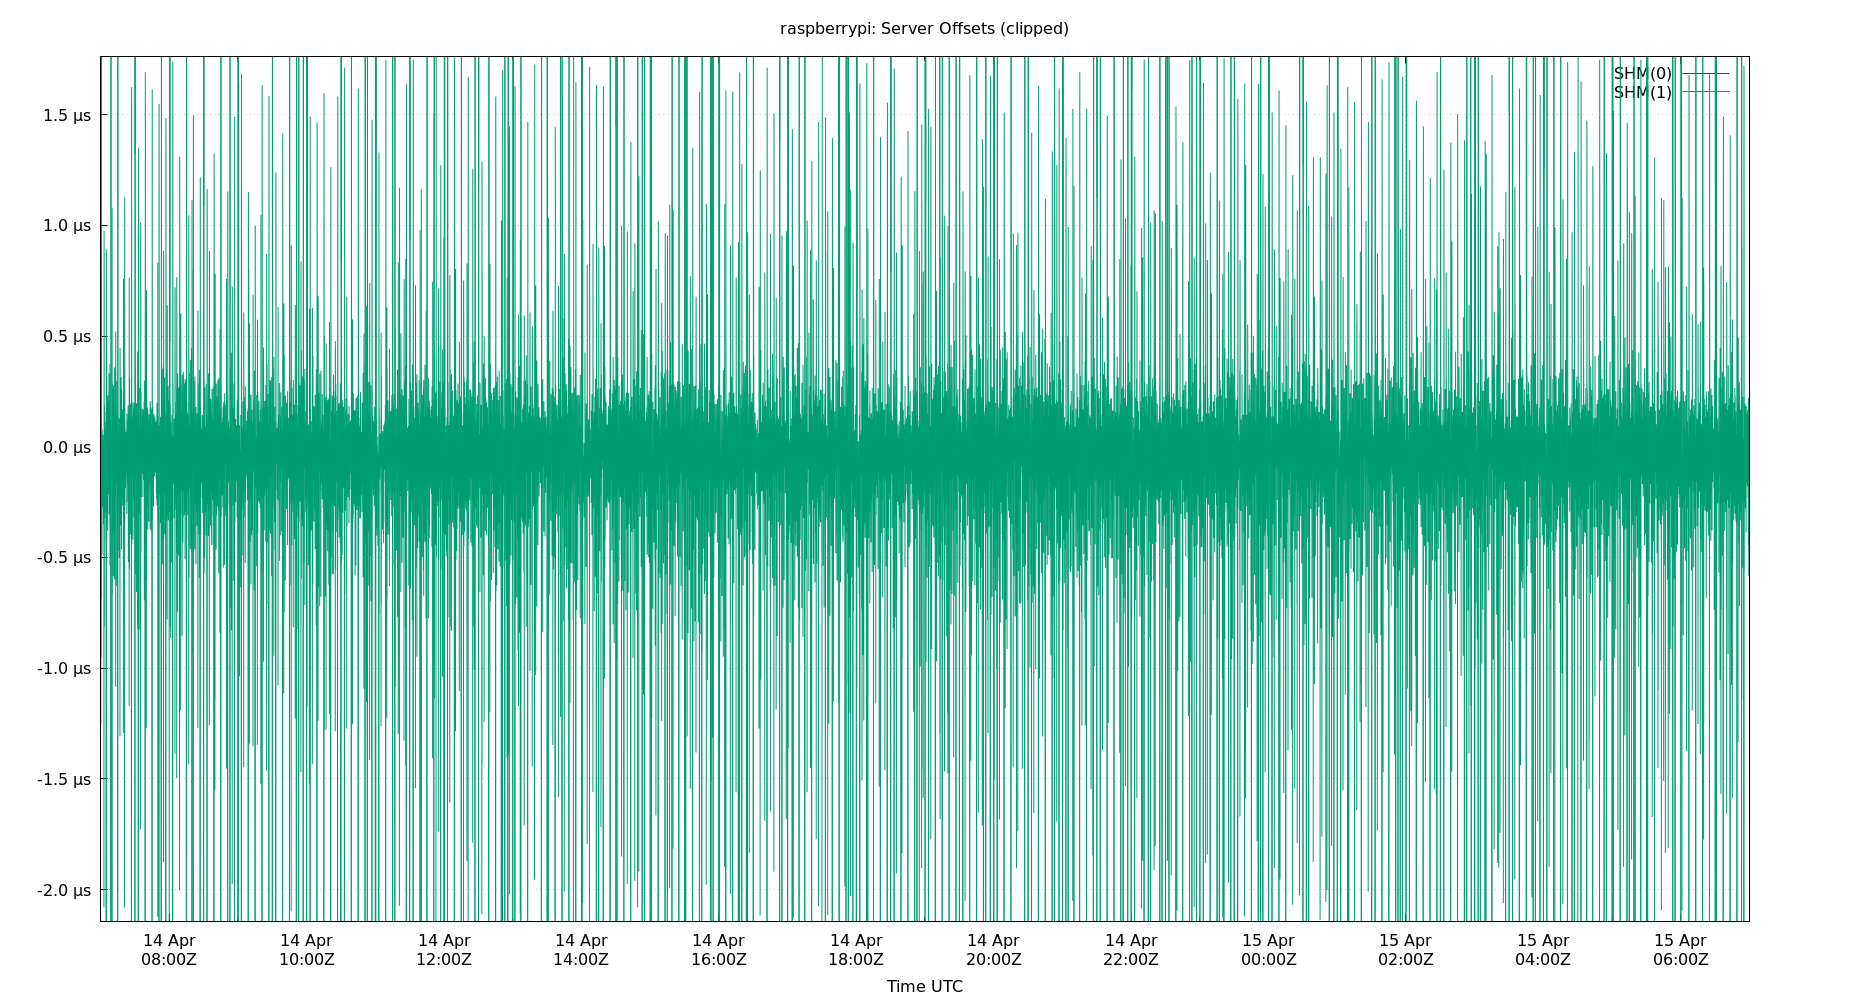 raspberrypi: Server Offsets (clipped)
SHM(0)
SHM(1)
1.5 µs
1.0 µs
0.5 µs
0.0 µs
-0.5 µs
-1.0 µs
-1.5 µs
-2.0 µs
14 Apr 14 Apr 14 Apr 14 Apr 14 Apr 14 Apr 14 Apr 14 Apr 15 Apr 15 Apr 15 Apr 15 Apr
08:00Z 10:00Z 12:00Z 14:00Z 16:00Z 18:00Z 20:00Z 22:00Z 00:00Z 02:00Z 04:00Z 06:00Z
Time UTC